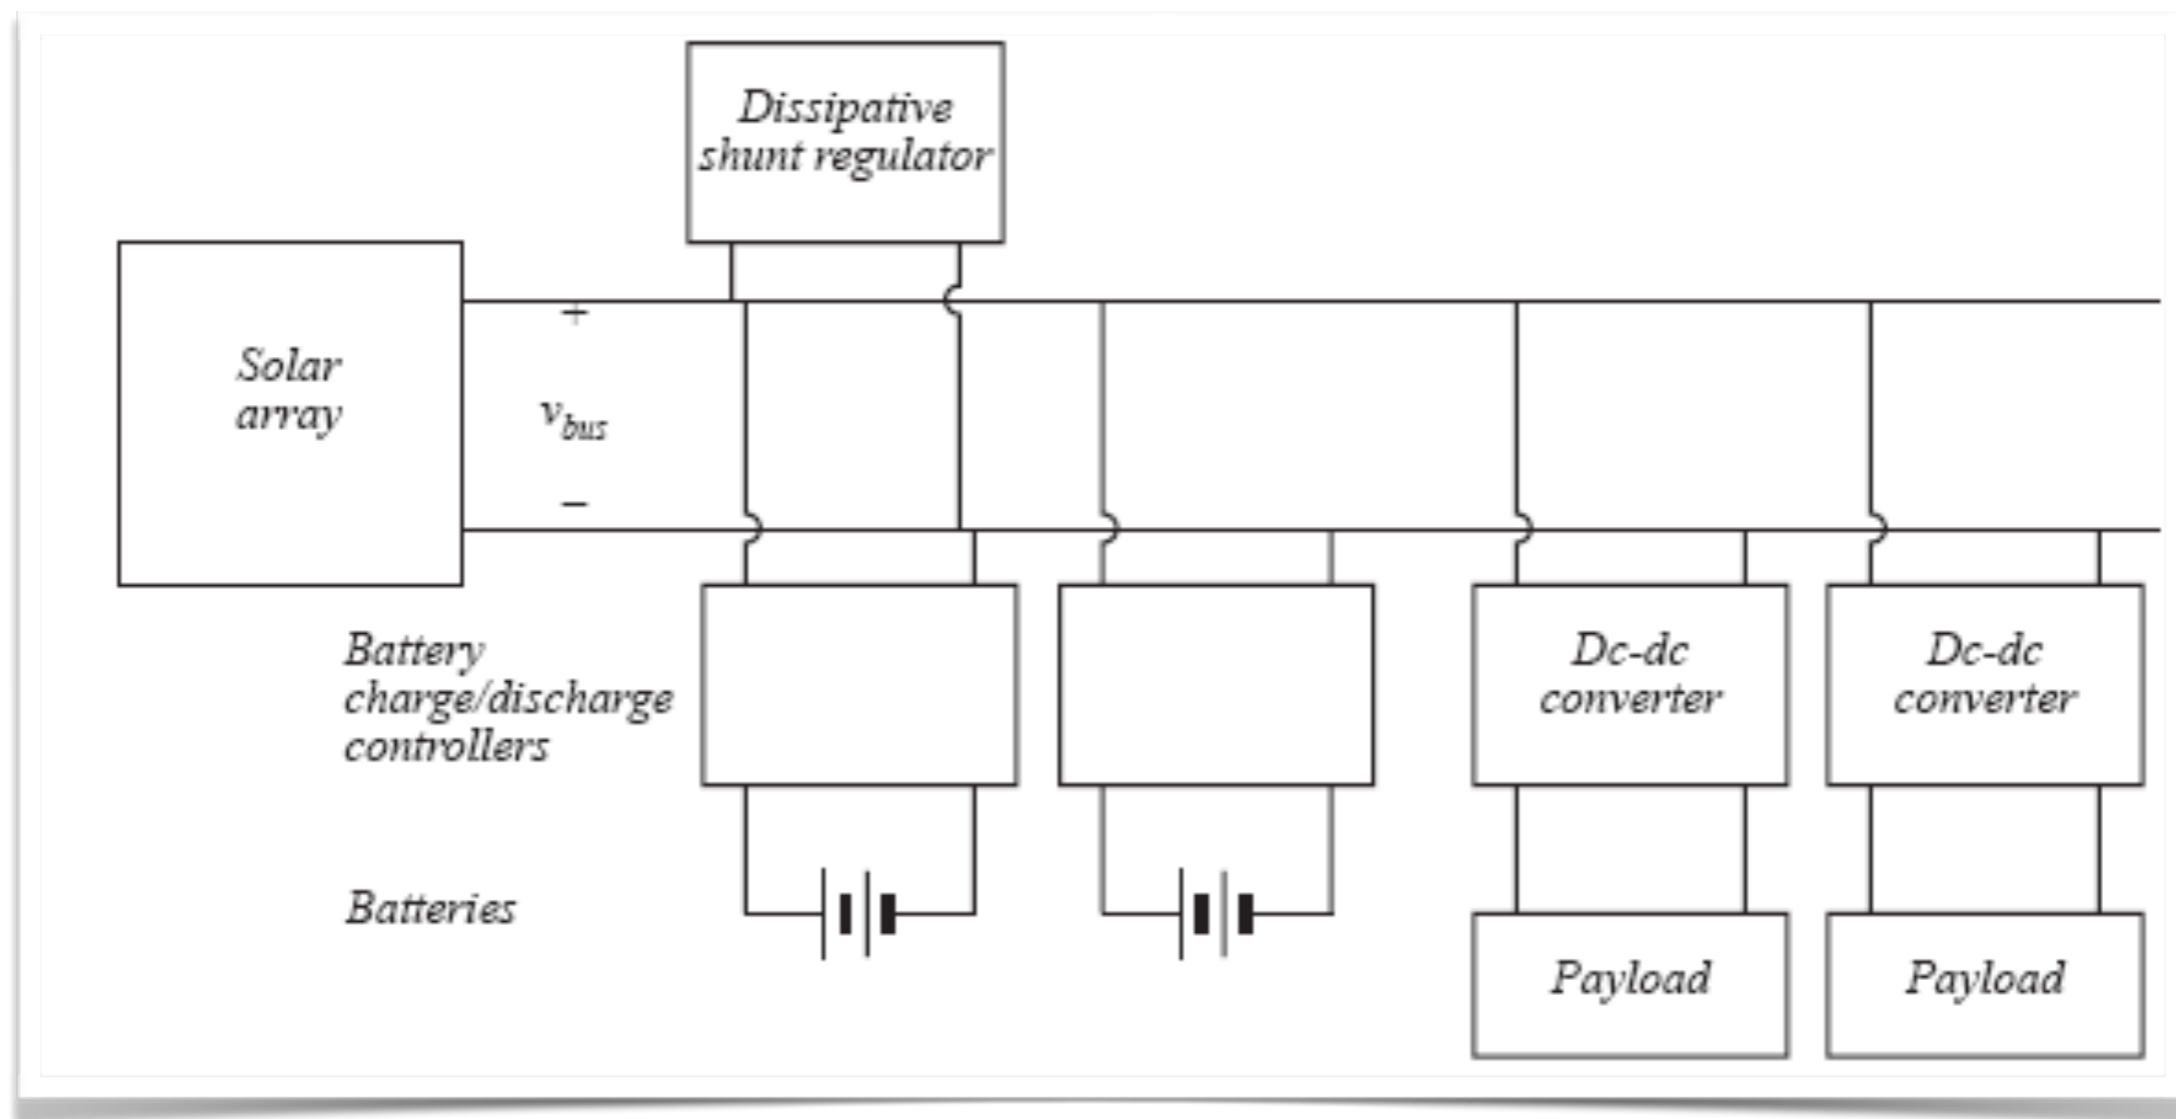 Dissipative
shunt regulator
Solar
array
+
v_bus
–
Battery
charge/discharge
controllers
Dc-dc
converter
Dc-dc
converter
Batteries
Payload
Payload